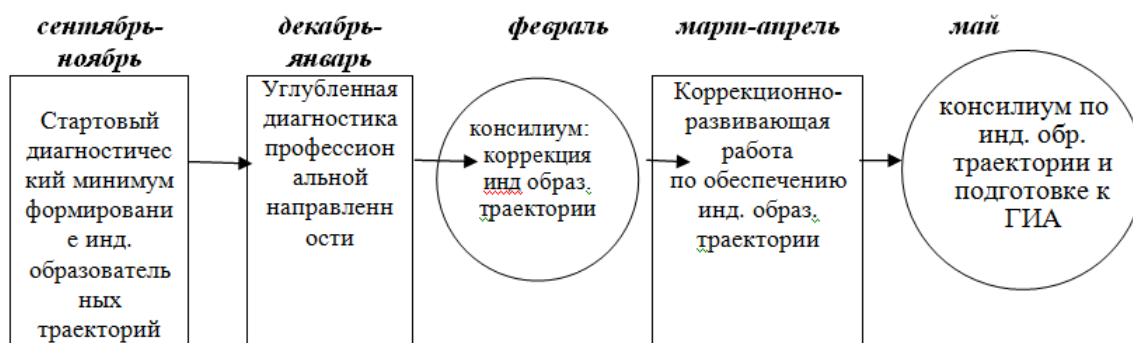 сентябрь-
ноябрь
Стартовый
диагностичес
кий минимум
формировани
е инд.
образователь
ных
траекторий
декабрь-
январь
Углубленная
диагностика
профессион
альной
направленн
ости
февраль
консилиум:
коррекция
инд образ.
траектории
март-апрель
Коррекционно-
развивающая
работа
по обеспечению
инд. образ.
траектории
май
консилиум по
инд. обр.
траектории и
подготовке к
ГИА